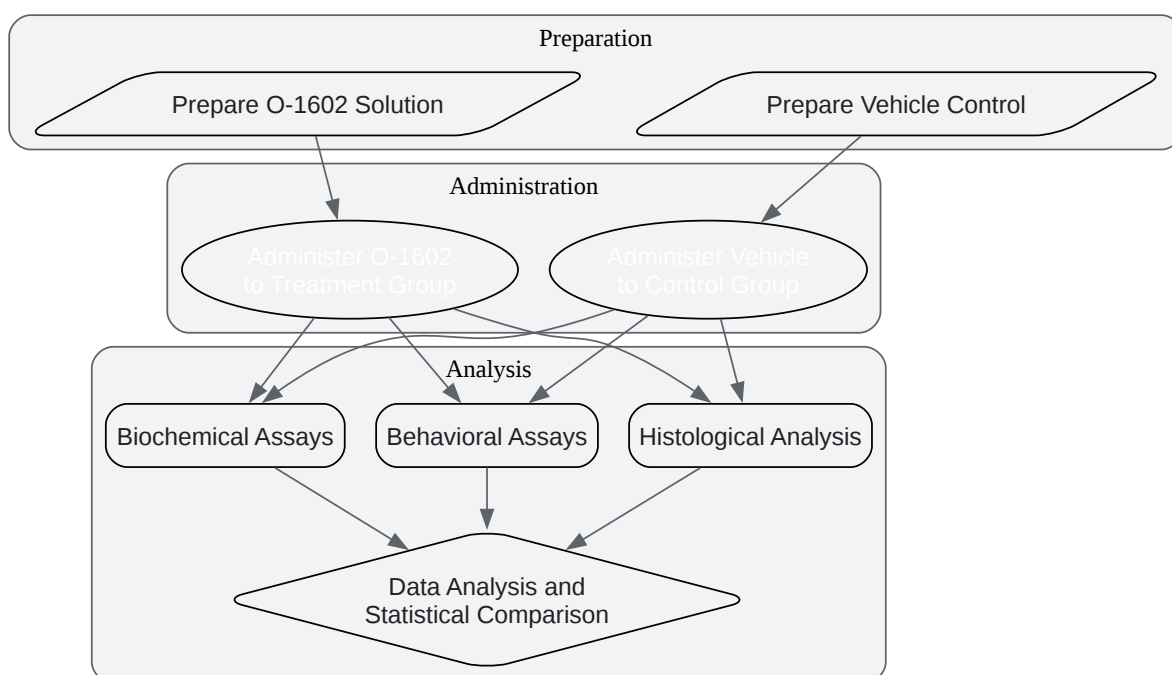 Preparation
Prepare O-1602 Solution
Prepare Vehicle Control
Administration
Administer O-1602
to Treatment Group
Administer Vehicle
to Control Group
Analysis
Biochemical Assays
Behavioral Assays
Histological Analysis
Data Analysis and
Statistical Comparison